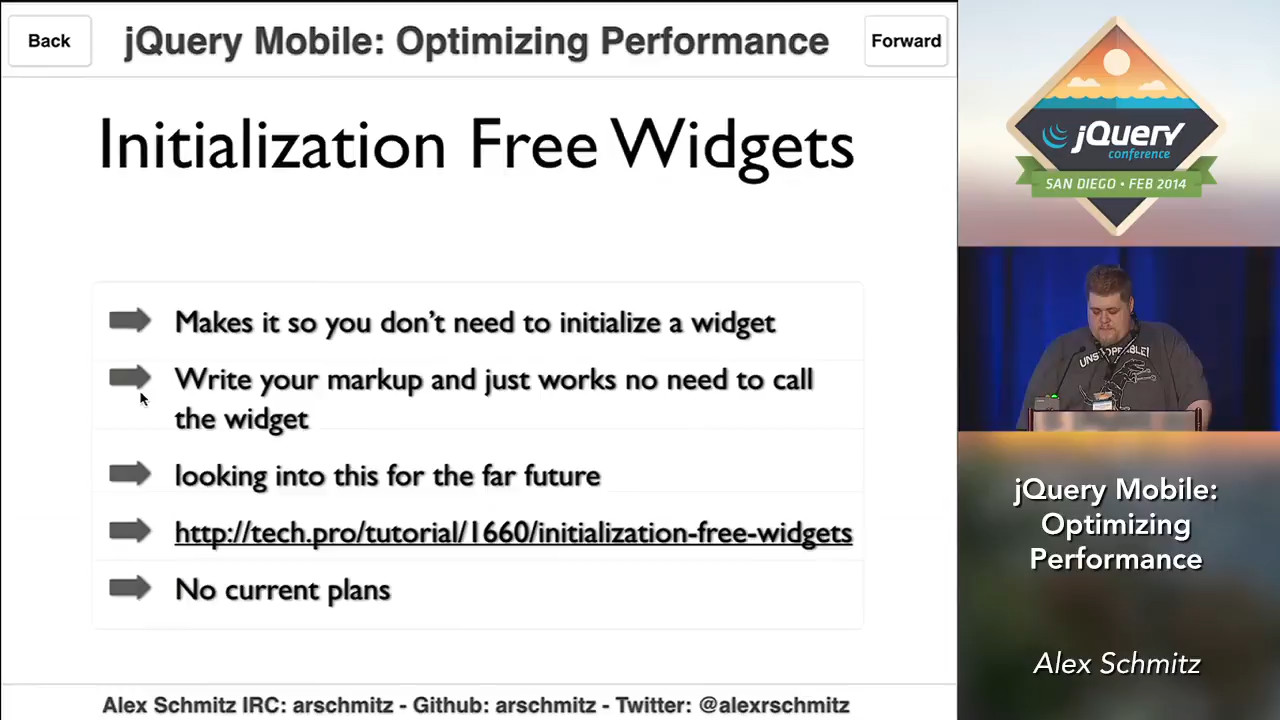 Back
jQuery Mobile: Optimizing Performance
Forward
Initialization Free Widgets
Makes it so you don't need to initialize a widget
Write your markup and just works no need to call
the widget
looking into this for the far future
http://tech.pro/tutorial/1660/initialization-free-widgets
No current plans
Alex Schmitz IRC: arschmitz - Github: arschmitz - Twitter: @alexrschmitz
jQuery
conference
SAN DIEGO • FEB 2014
UNSTOPPABLE!
jQuery Mobile:
Optimizing
Performance
Alex Schmitz